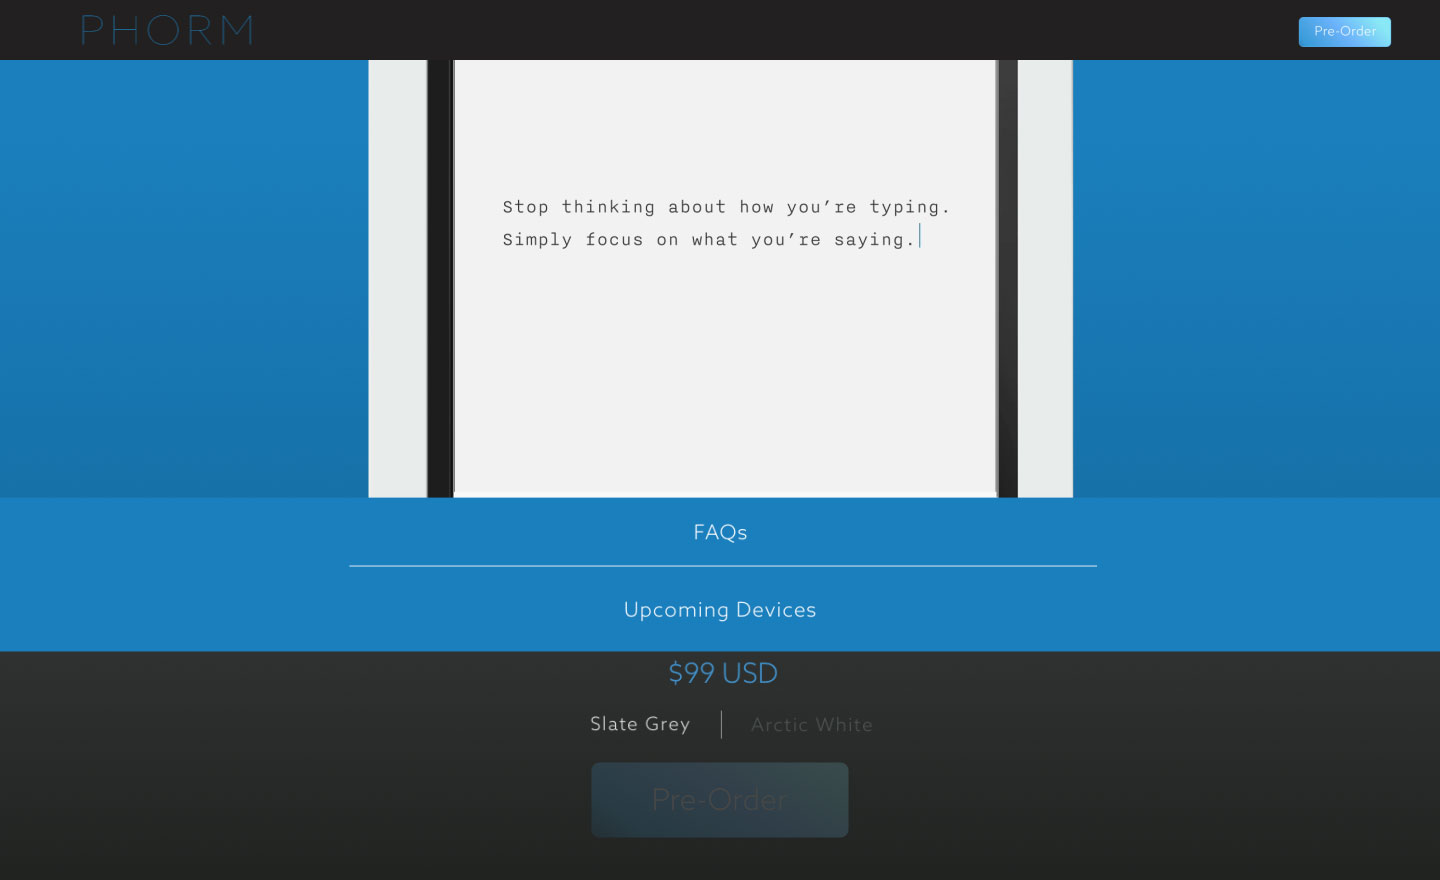 PHORM
Pre-Order
Stop thinking about how you’re typing.
Simply focus on what you’re saying.
FAQs
Upcoming Devices
$99 USD
Slate Grey
Arctic White
Pre-Order